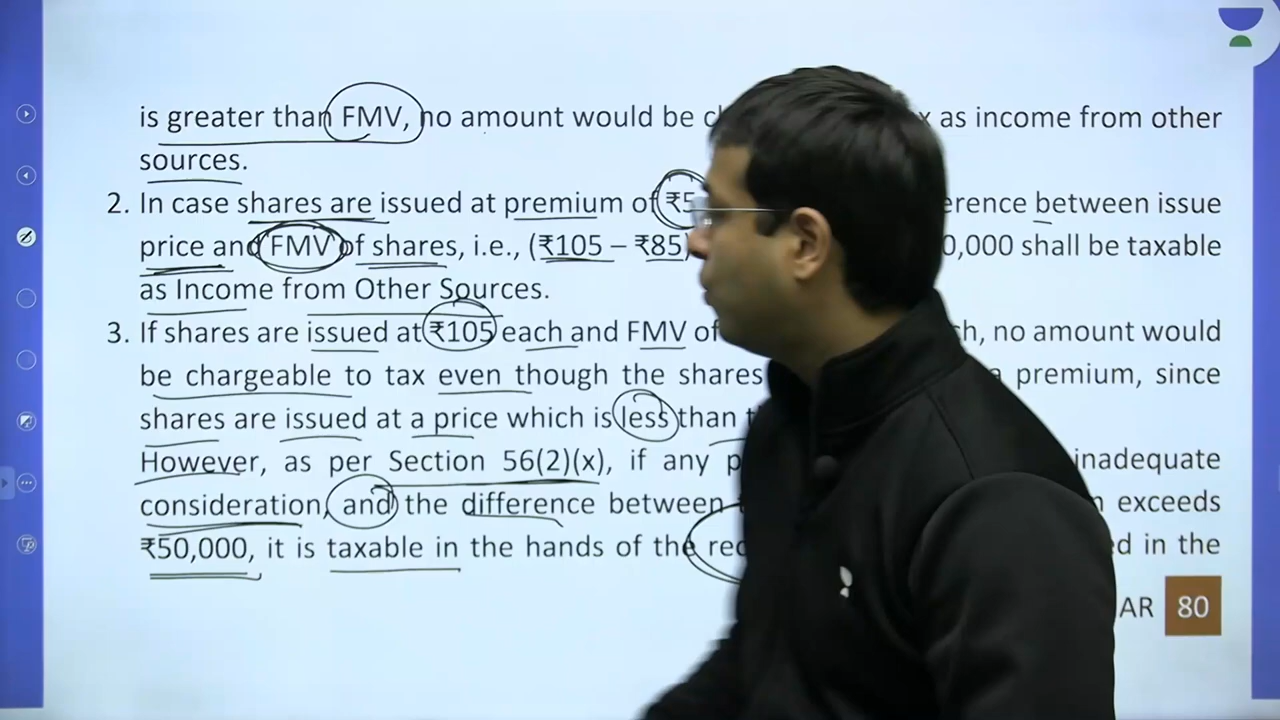 is greater than FMV, no amount would be as income from other
sources.
2. In case shares are issued at premium of ₹5 between issue
price and FMV of shares, i.e., (₹105 – ₹85) shall be taxable
as Income from Other Sources.
3. If shares are issued at ₹105 each and FMV of no amount would
be chargeable to tax even though the shares premium, since
shares are issued at a price which is less than
However, as per Section 56(2)(x), if any inadequate
consideration, and the difference between exceeds
₹50,000, it is taxable in the hands of the in the
AR 80